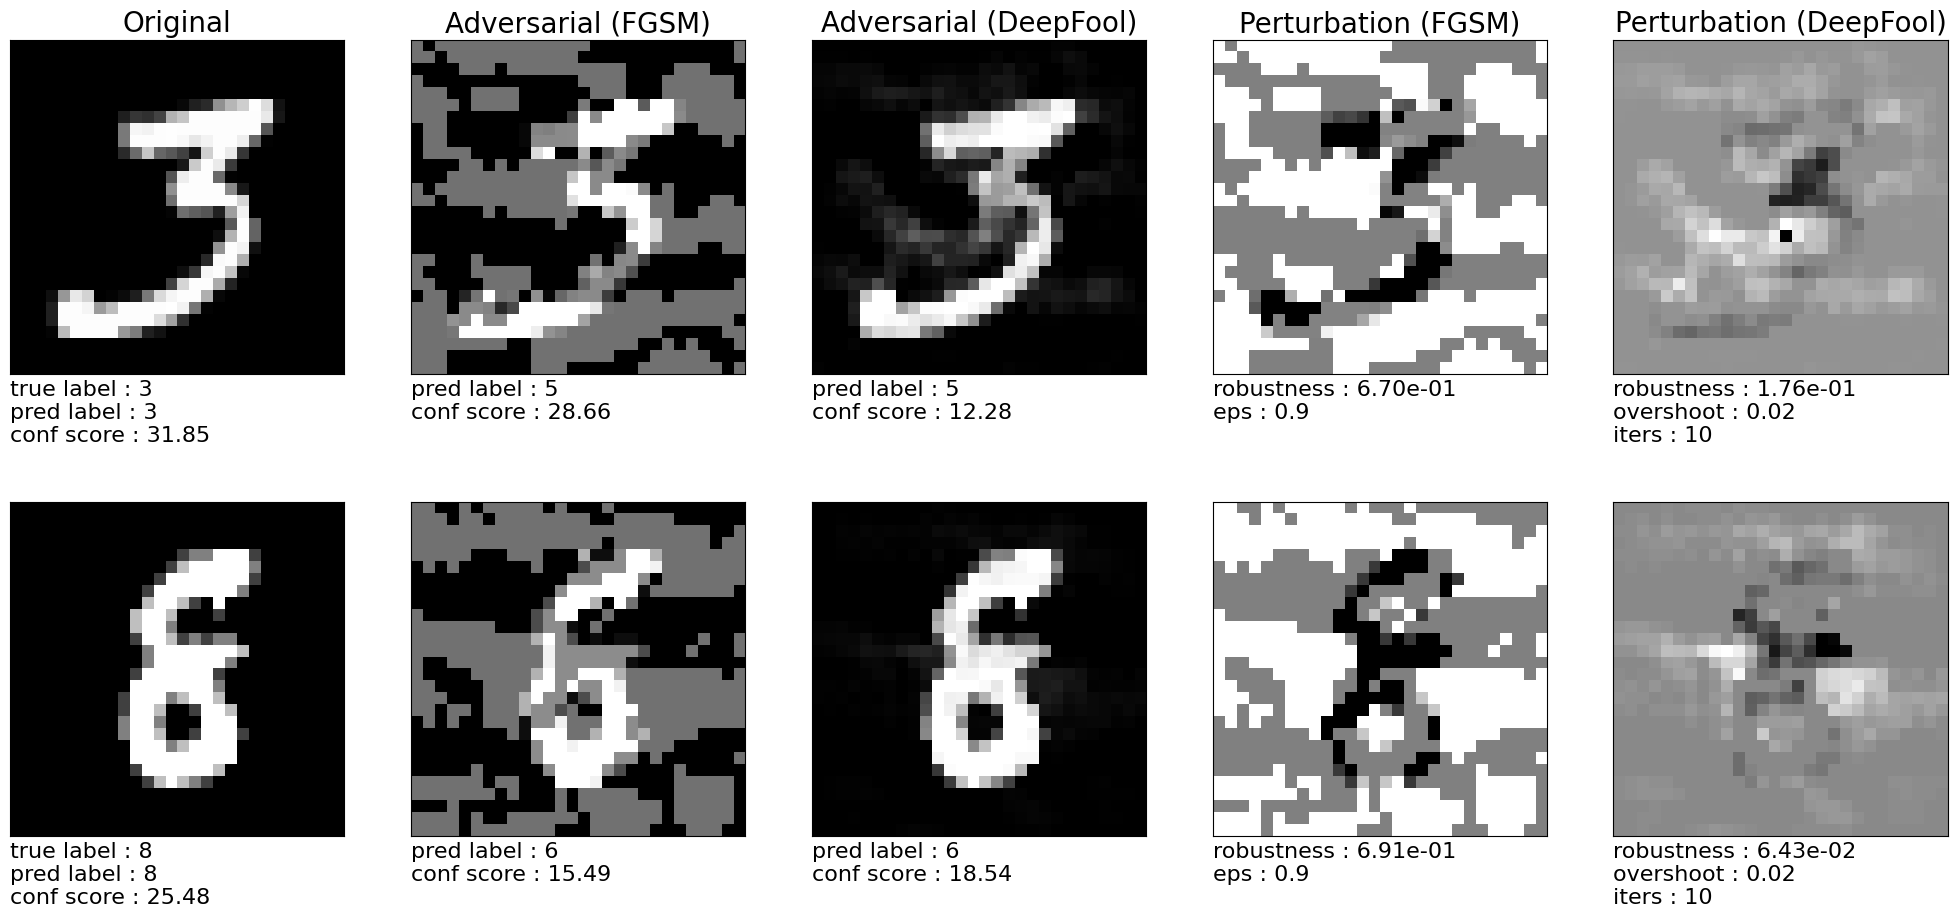 Original
Adversarial (FGSM)
Adversarial (DeepFool)
Perturbation (FGSM)
Perturbation (DeepFool)
3
true label : 3
pred label : 3
conf score : 31.85
pred label : 5
conf score : 28.66
pred label : 5
conf score : 12.28
robustness : 6.70e-01
eps : 0.9
robustness : 1.76e-01
overshoot : 0.02
iters : 10
8
true label : 8
pred label : 8
conf score : 25.48
pred label : 6
conf score : 15.49
pred label : 6
conf score : 18.54
robustness : 6.91e-01
eps : 0.9
robustness : 6.43e-02
overshoot : 0.02
iters : 10